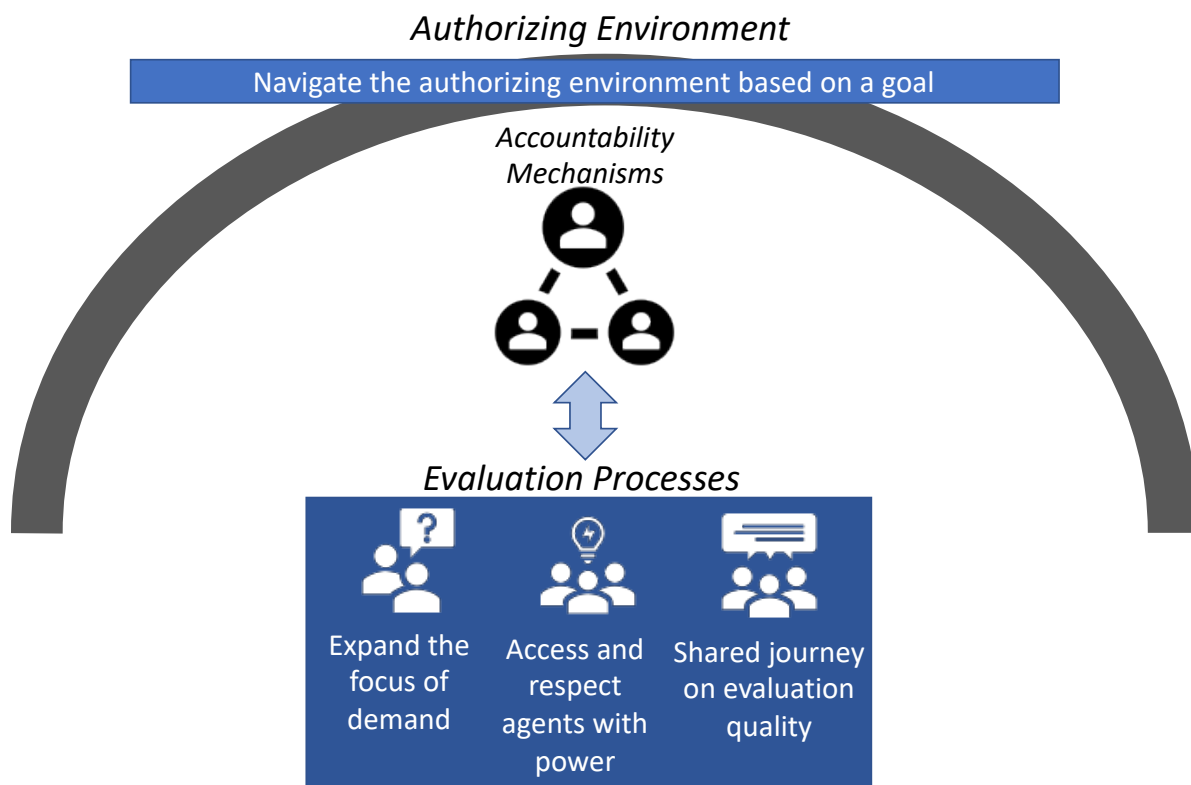 Authorizing Environment
Navigate the authorizing environment based on a goal
Accountability
Mechanisms
Evaluation Processes
?
Expand the
focus of
demand
Access and
respect
agents with
power
Shared journey
on evaluation
quality